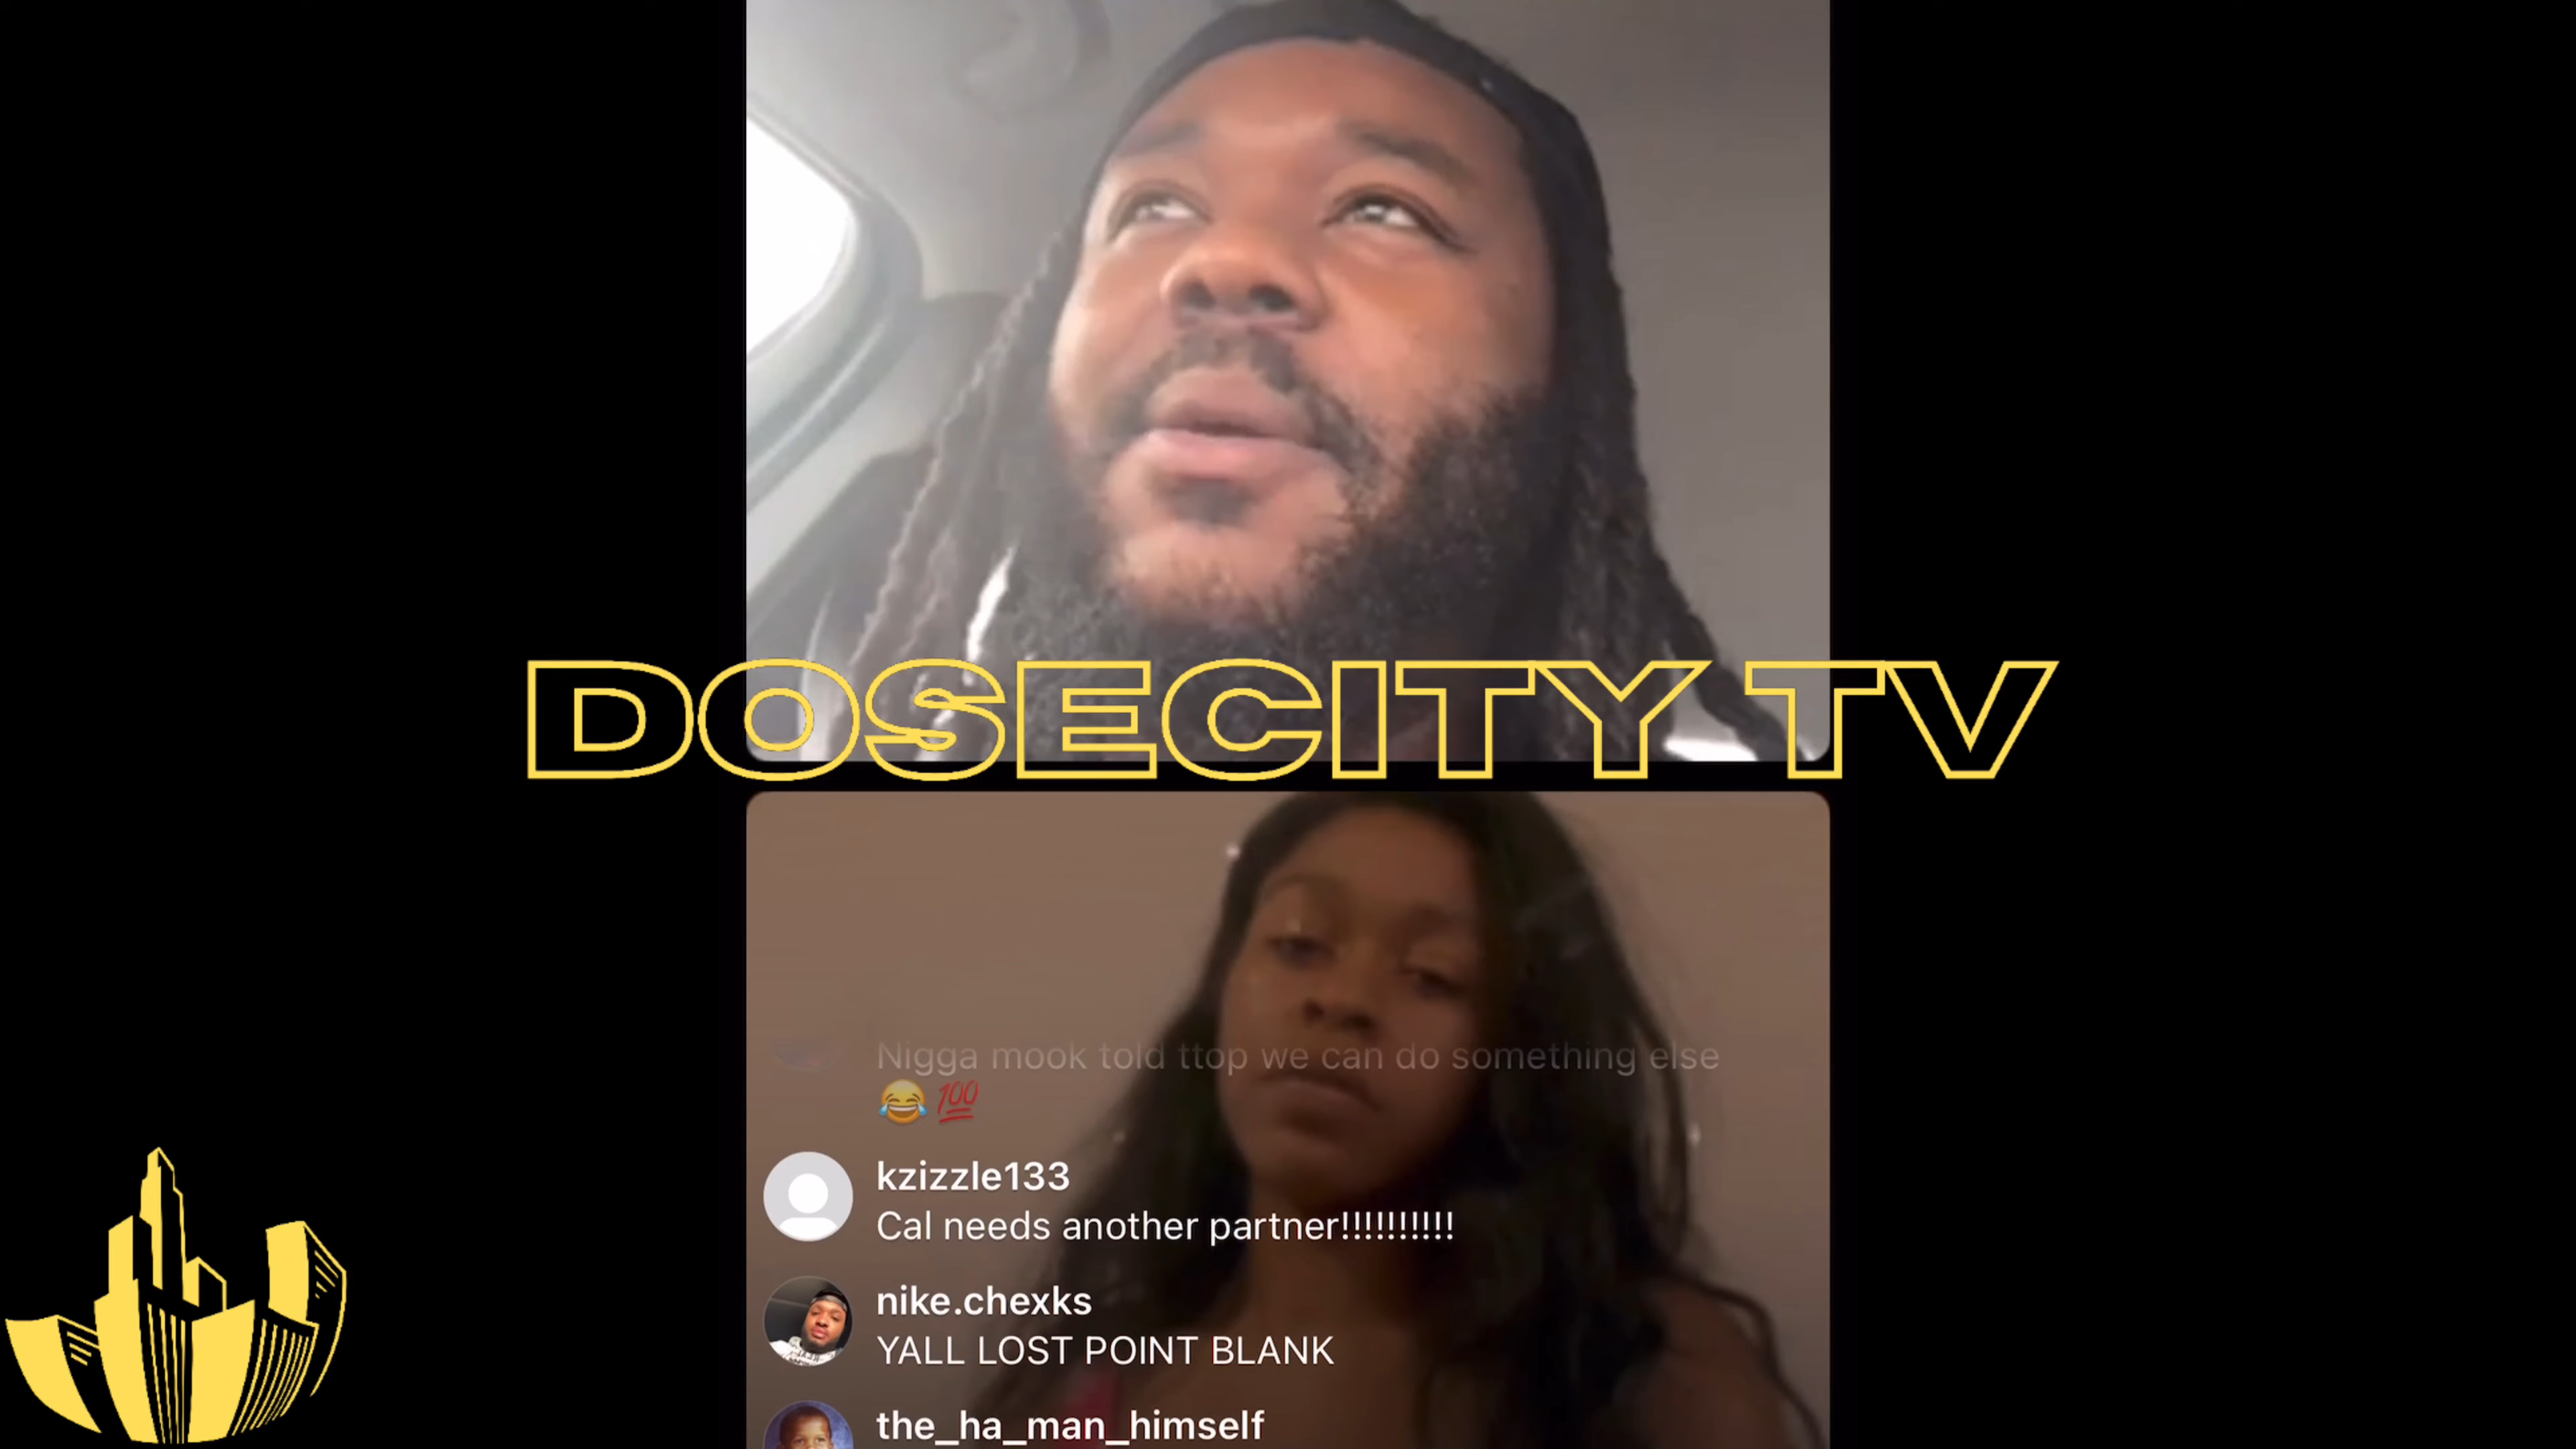 DOSECITY TV
Nigga mook told ttop we can do something else
😂 💯
kzizzle133
Cal needs another partner!!!!!!!!!!
nike.chexks
YALL LOST POINT BLANK
the_ha_man_himself